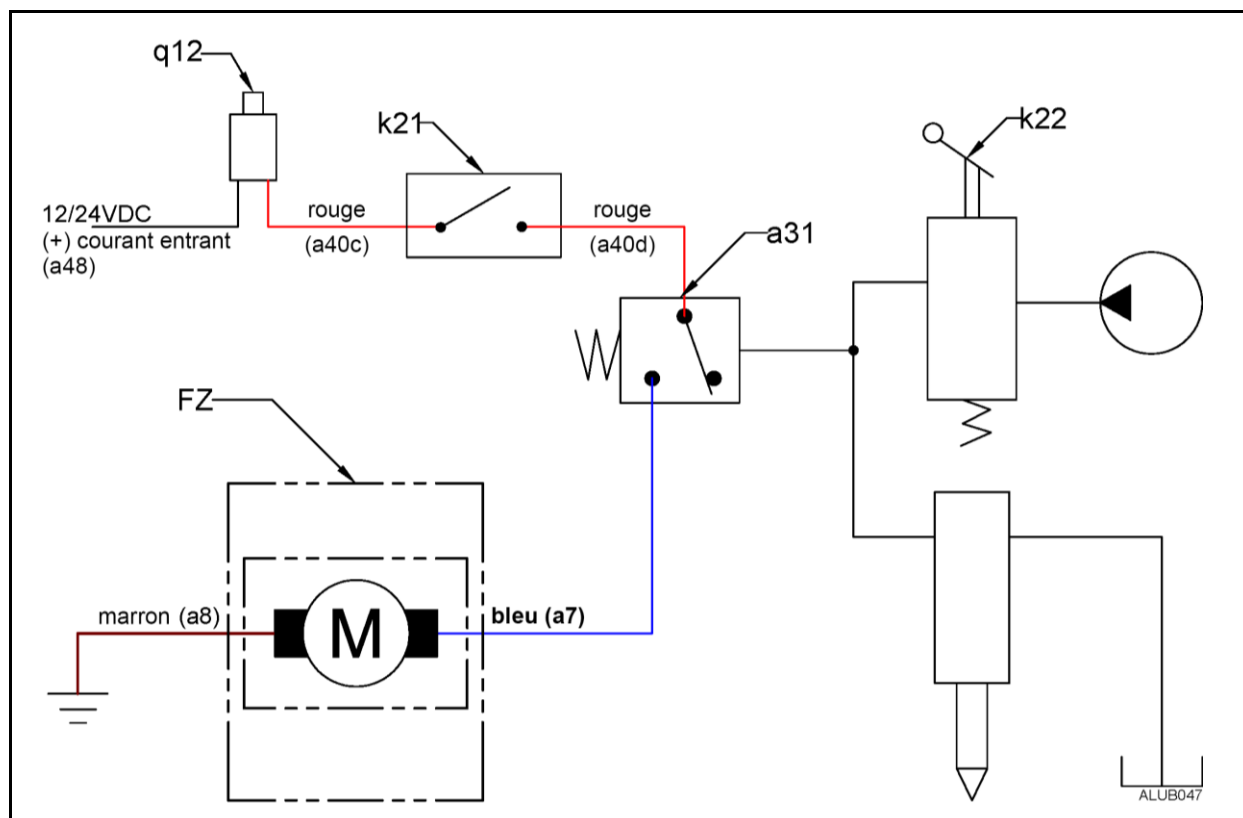 q12
k21
k22
12/24VDC
(+) courant entrant
(a48)
rouge
(a40c)
rouge
(a40d)
a31
FZ
marron (a8)
M
bleu (a7)
ALUB047